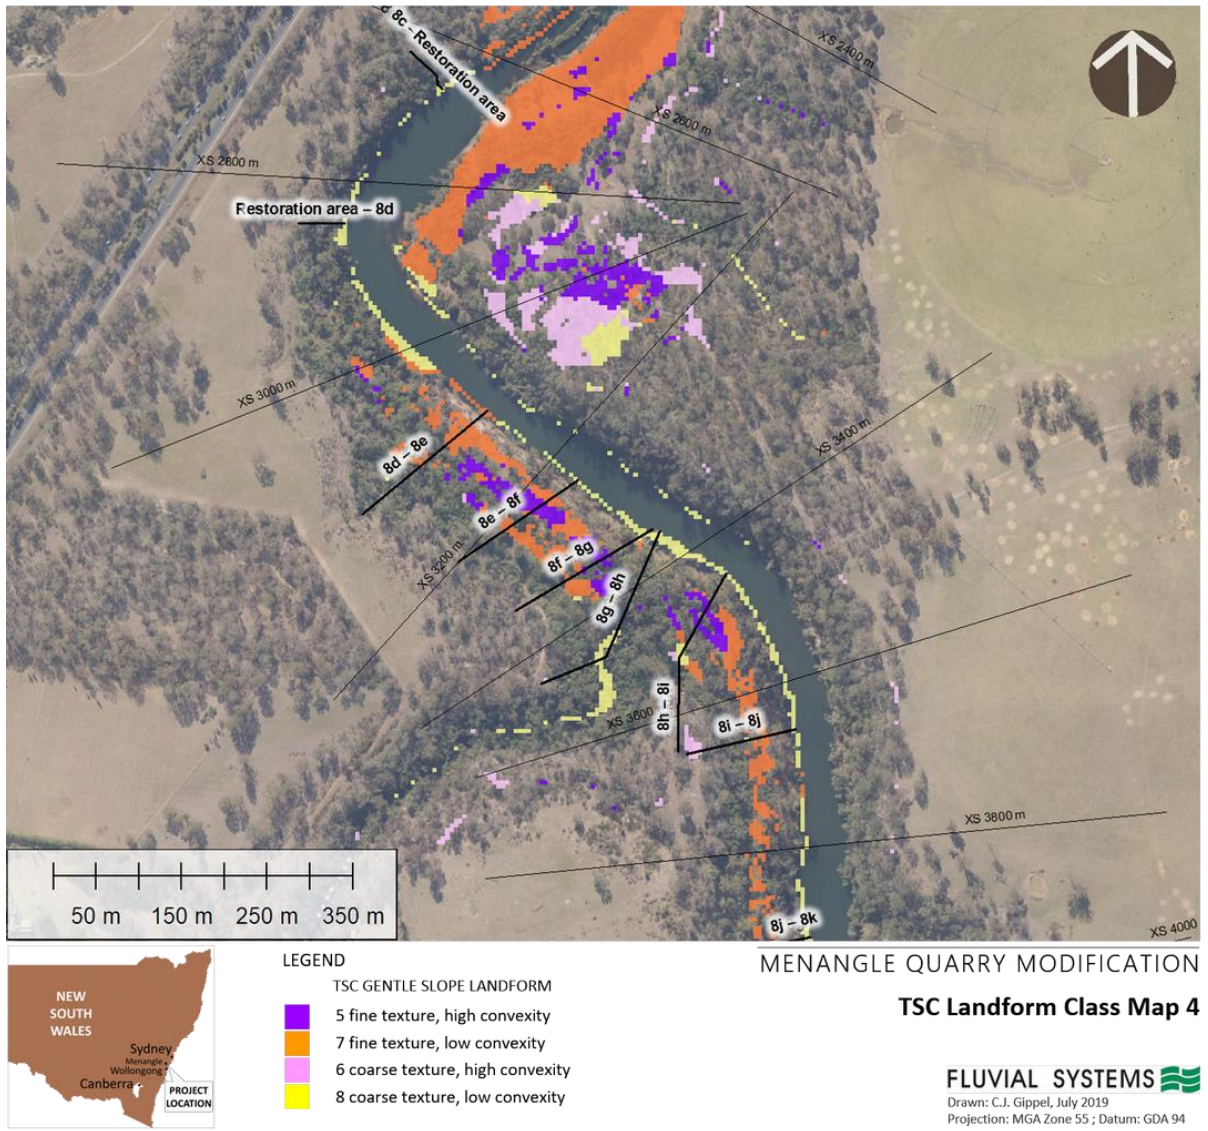 8c - Restoration area
XS 2400 m
XS 2600 m
XS 2800 m
Restoration area – 8d
XS 3000 m
XS 3400 m
8d – 8e
8e – 8f
XS 3200 m
8f – 8g
8g – 8h
8h – 8i
XS 3600
8i – 8j
XS 3800 m
8j – 8k
XS 4000
50 m 150 m 250 m 350 m
NEW
SOUTH
WALES
Sydney
Menangle
Wollongong
Canberra
PROJECT
LOCATION
LEGEND
TSC GENTLE SLOPE LANDFORM
5 fine texture, high convexity
7 fine texture, low convexity
6 coarse texture, high convexity
8 coarse texture, low convexity
MENANGLE QUARRY MODIFICATION
TSC Landform Class Map 4
FLUVIAL SYSTEMS
Drawn: C.J. Gippel, July 2019
Projection: MGA Zone 55 ; Datum: GDA 94